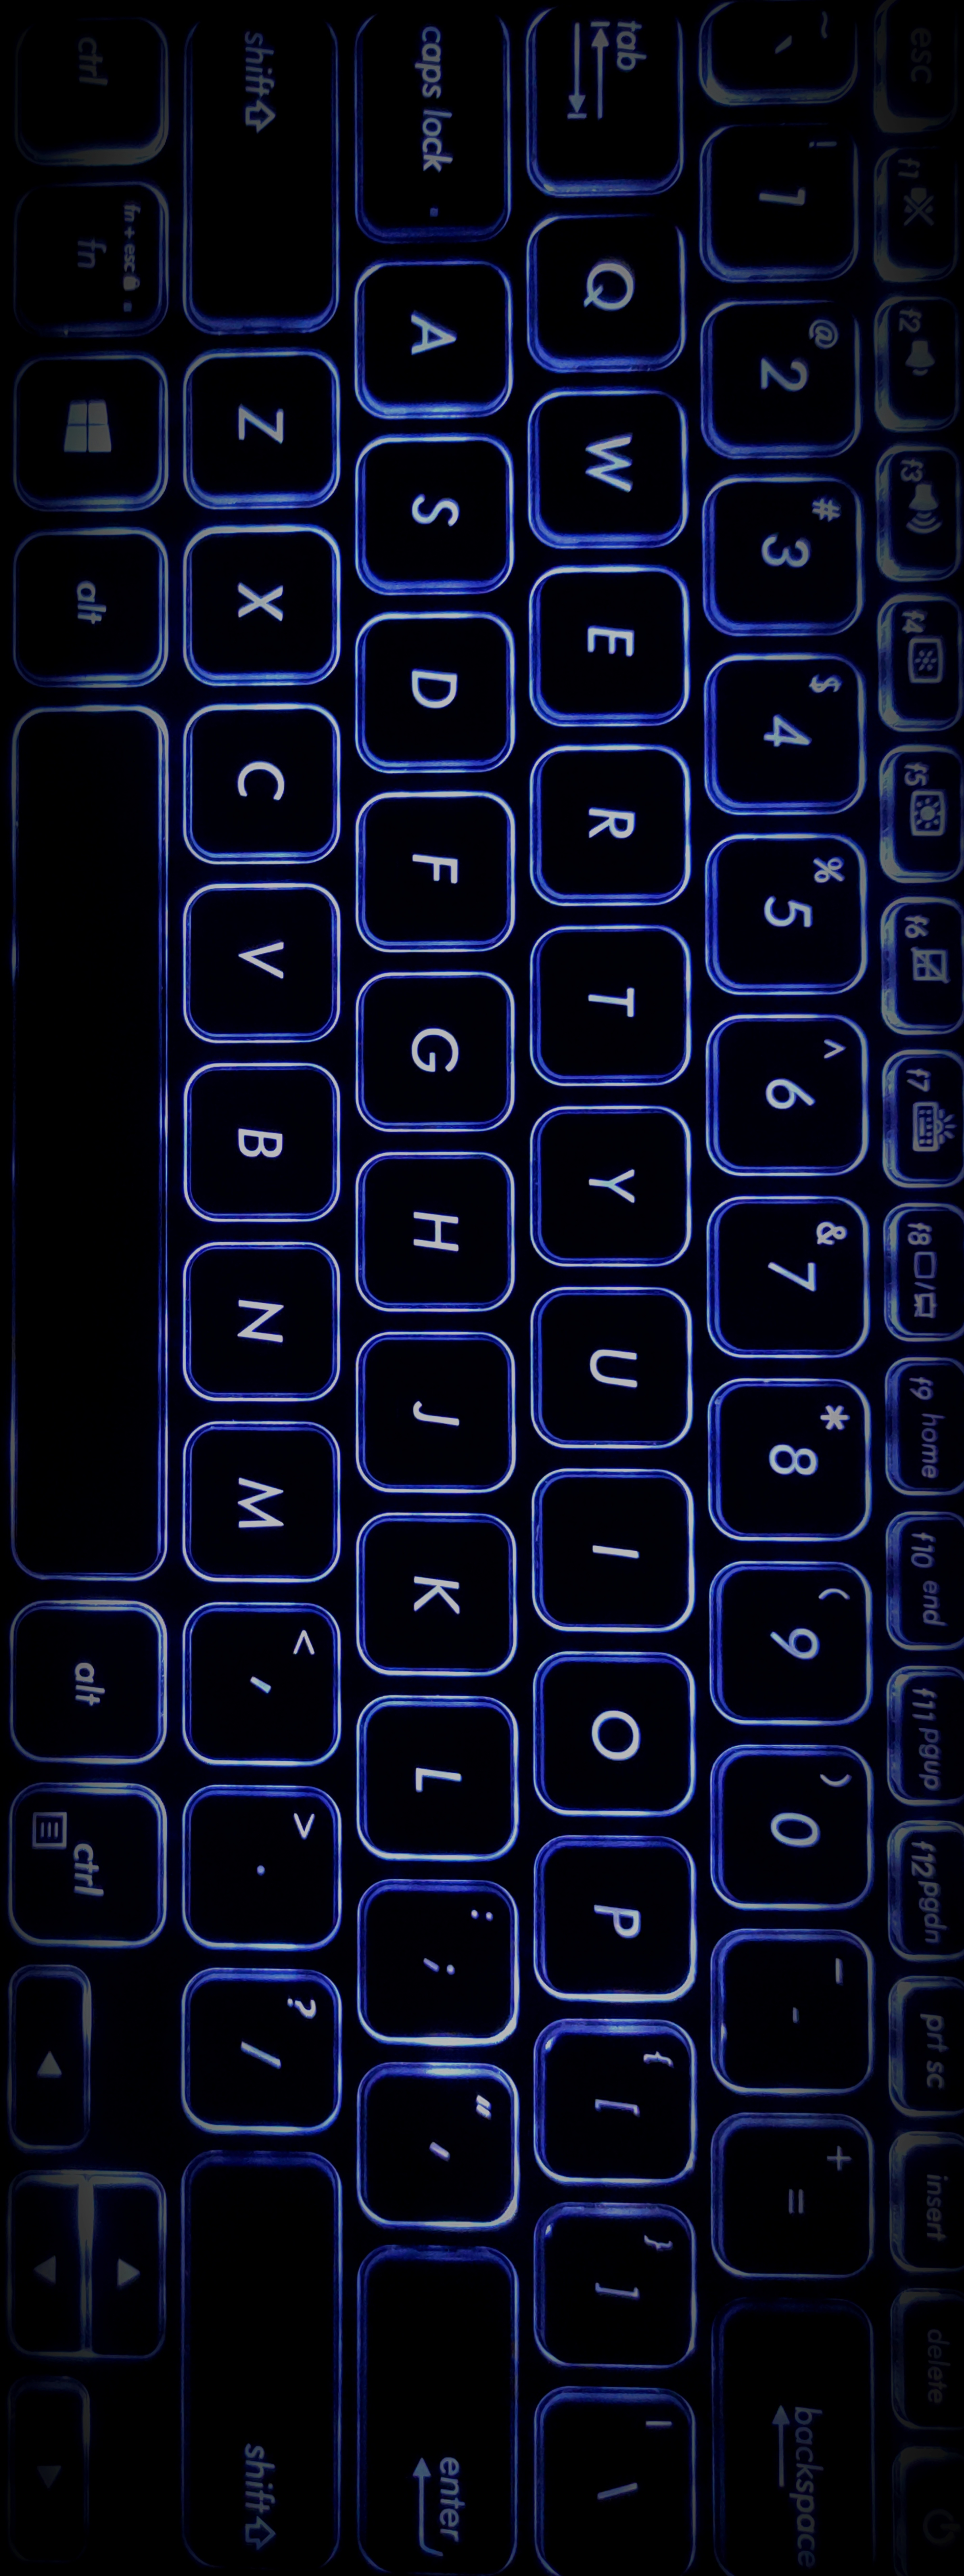 esc f1 f2 f3 f4 f5 f6 f7 f8 f9 home f10 end f11 pgup f12 pgdn prt sc insert delete
~ ` ! 1 @ 2 # 3 $ 4 % 5 ^ 6 & 7 * 8 ( 9 ) 0 _ - + = backspace
tab Q W E R T Y U I O P { [ } ] | \
caps lock A S D F G H J K L : ; " ' enter
shift Z X C V B N M < , > . ? / shift
ctrl fn + esc fn alt alt ctrl